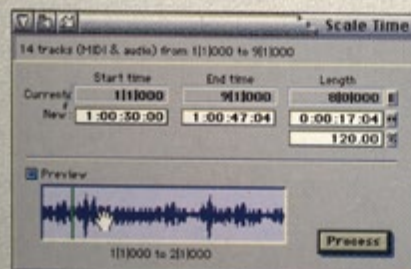 Scale Time
14 tracks (MIDI & audio) from 1|1|000 to 9|1|000
Start time End time Length
Current: 1|1|000 9|1|000 8|0|000
New: 1:00:30:00 1:00:47:04 0:00:17:04
120.00 %
Preview
1|1|000 to 2|1|000
Process